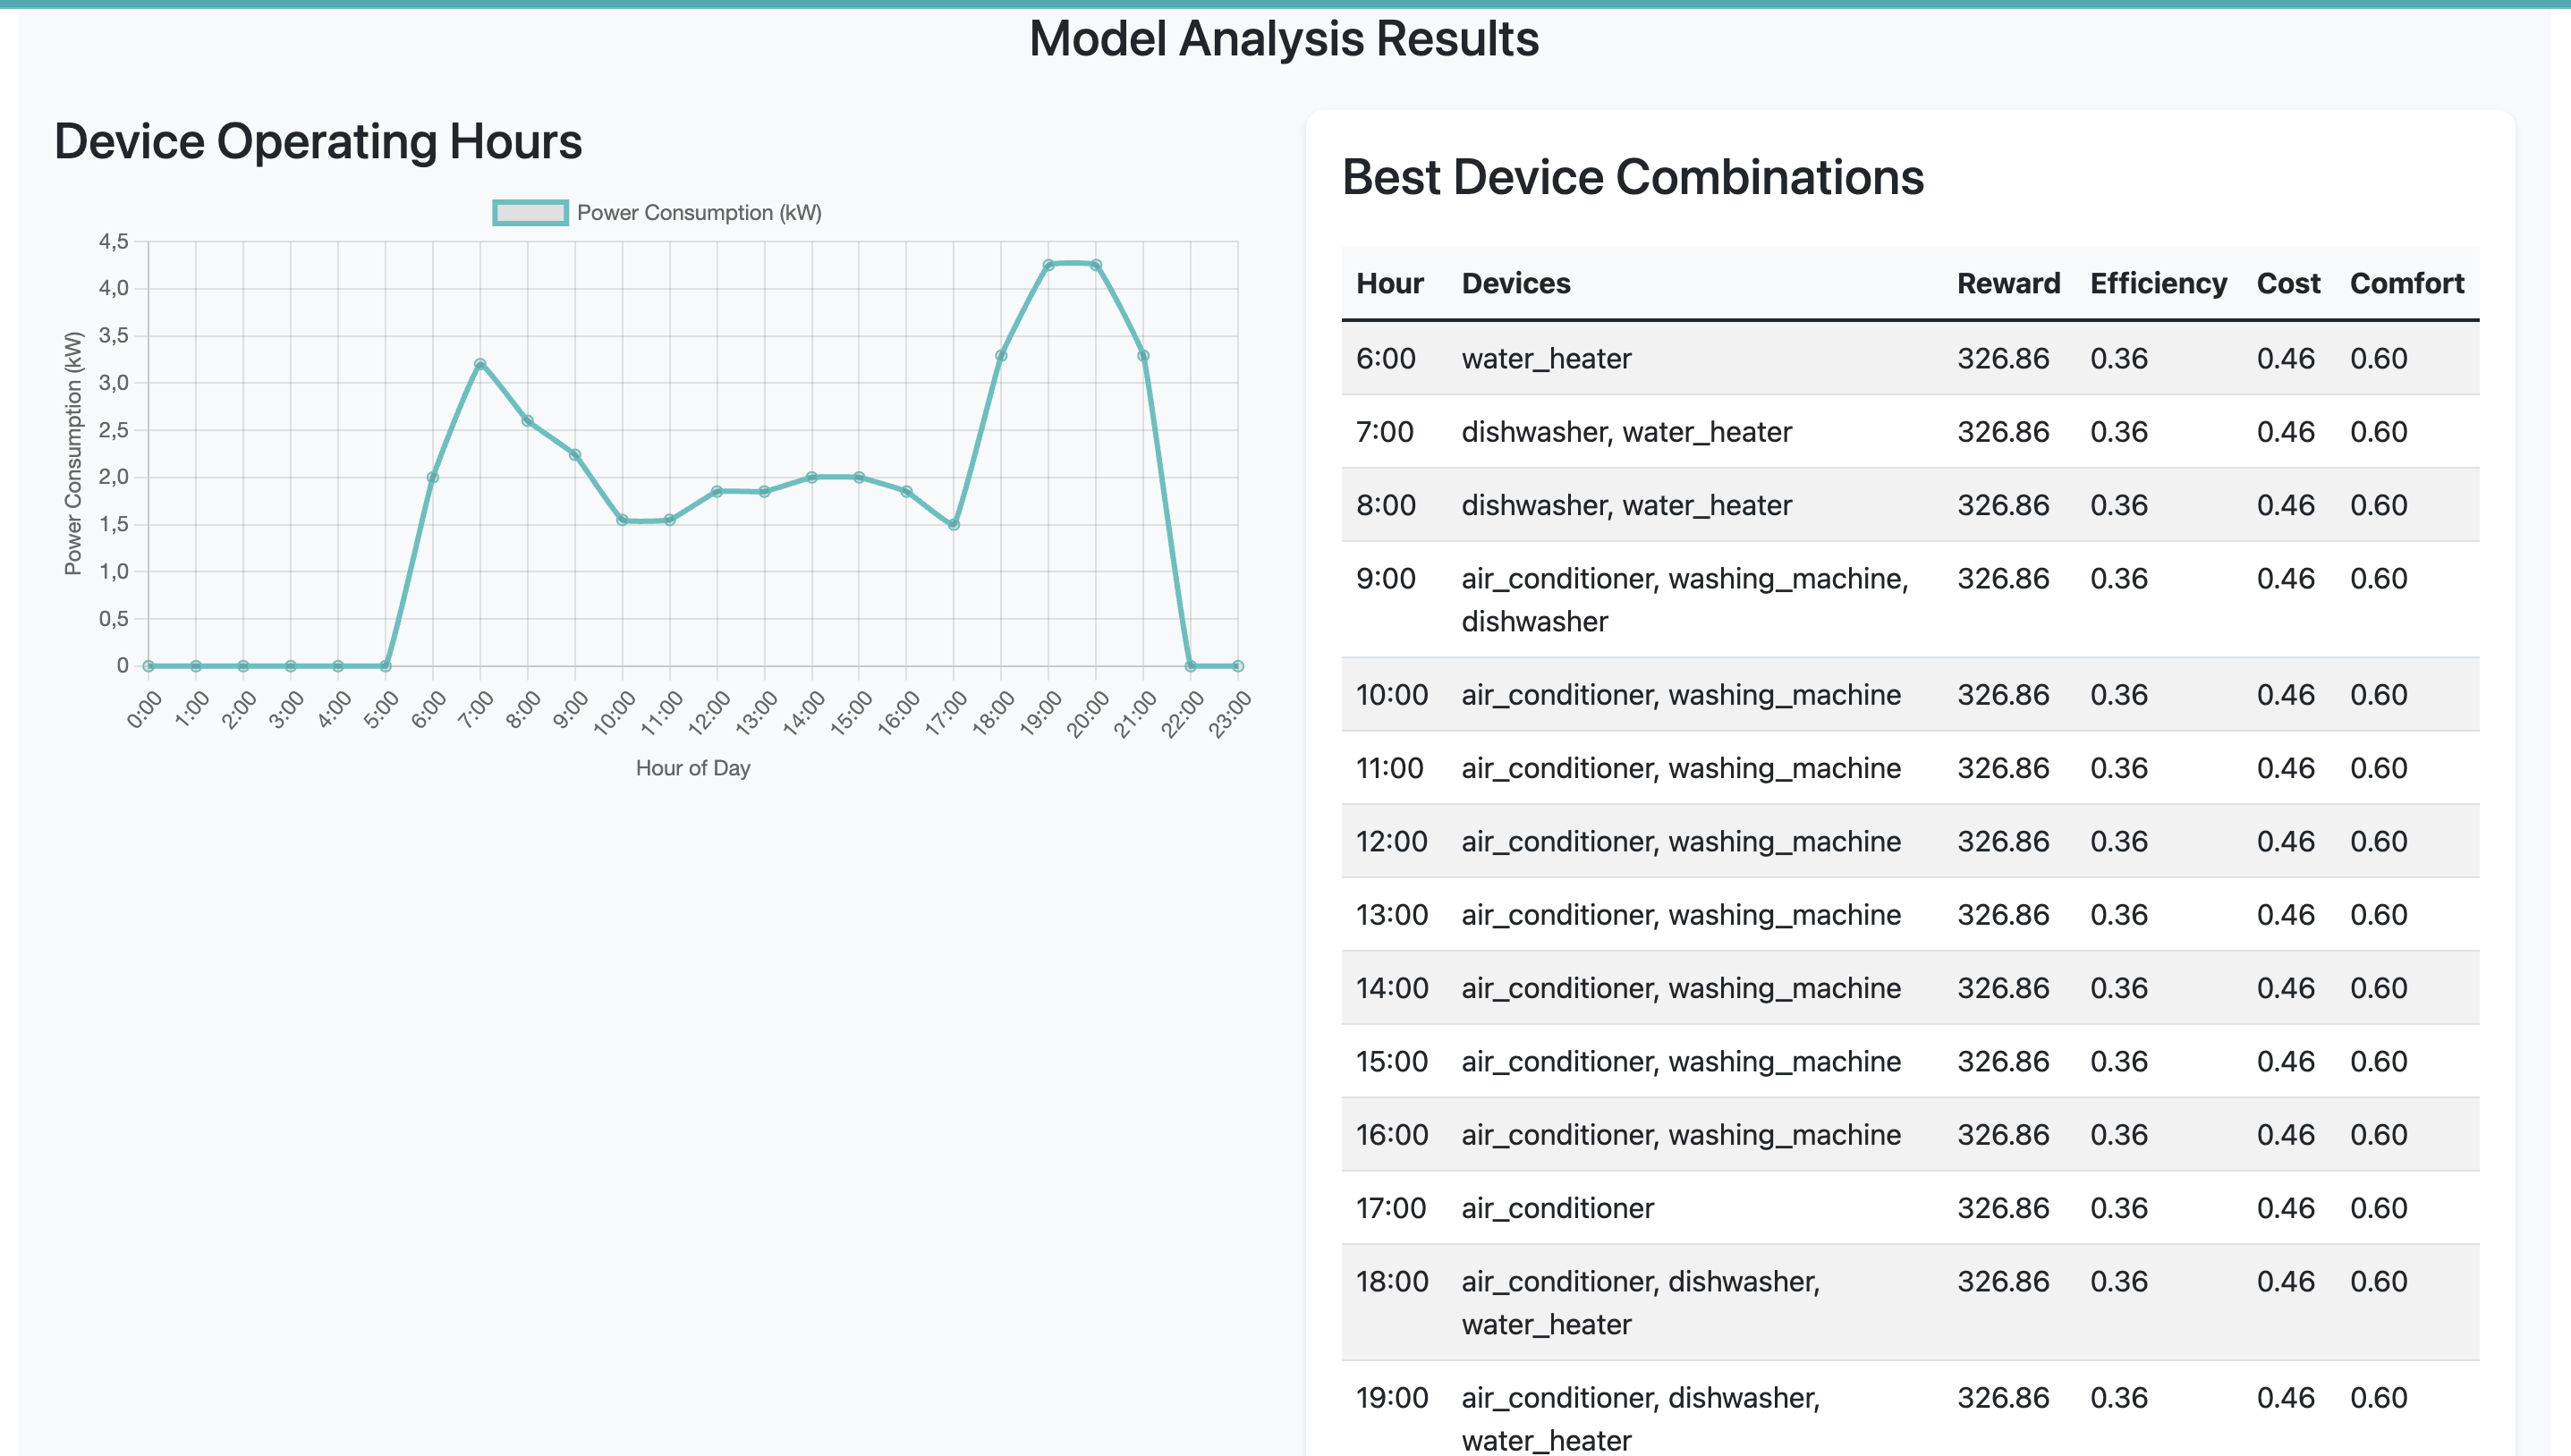 Model Analysis Results
Device Operating Hours
Power Consumption (kW)
Power Consumption (kW)
4,5
4,0
3,5
3,0
2,5
2,0
1,5
1,0
0,5
0
0:00 1:00 2:00 3:00 4:00 5:00 6:00 7:00 8:00 9:00 10:00 11:00 12:00 13:00 14:00 15:00 16:00 17:00 18:00 19:00 20:00 21:00 22:00 23:00
Hour of Day
Best Device Combinations
Hour Devices Reward Efficiency Cost Comfort
6:00 water_heater 326.86 0.36 0.46 0.60
7:00 dishwasher, water_heater 326.86 0.36 0.46 0.60
8:00 dishwasher, water_heater 326.86 0.36 0.46 0.60
9:00 air_conditioner, washing_machine, 326.86 0.36 0.46 0.60
dishwasher
10:00 air_conditioner, washing_machine 326.86 0.36 0.46 0.60
11:00 air_conditioner, washing_machine 326.86 0.36 0.46 0.60
12:00 air_conditioner, washing_machine 326.86 0.36 0.46 0.60
13:00 air_conditioner, washing_machine 326.86 0.36 0.46 0.60
14:00 air_conditioner, washing_machine 326.86 0.36 0.46 0.60
15:00 air_conditioner, washing_machine 326.86 0.36 0.46 0.60
16:00 air_conditioner, washing_machine 326.86 0.36 0.46 0.60
17:00 air_conditioner 326.86 0.36 0.46 0.60
18:00 air_conditioner, dishwasher, 326.86 0.36 0.46 0.60
water_heater
19:00 air_conditioner, dishwasher, 326.86 0.36 0.46 0.60
water_heater